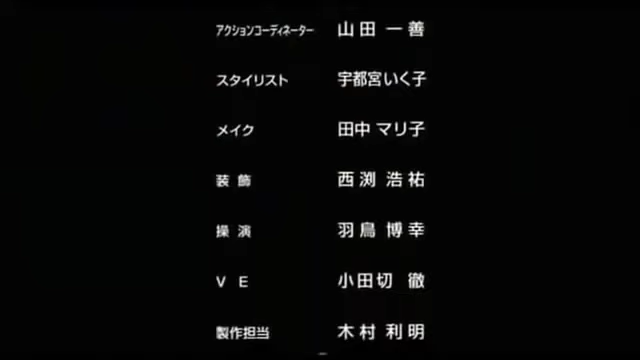 アクションコーディネーター 山田 一善
スタイリスト 宇都宮いく子
メイク 田中 マリ子
装飾 西渕 浩祐
操演 羽鳥 博幸
VE 小田切 徹
製作担当 木村 利明